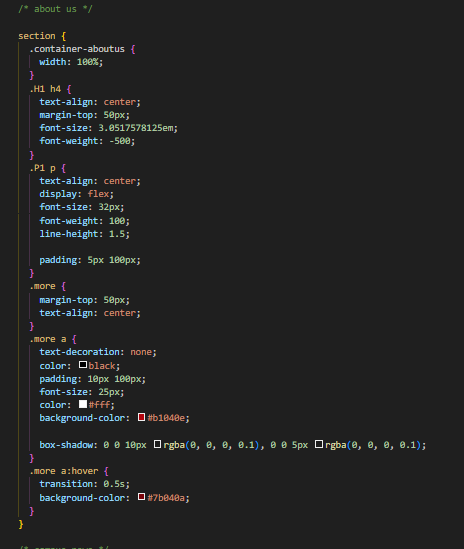 /* about us */
section {
.container-aboutus {
width: 100%;
}
.H1 h4 {
text-align: center;
margin-top: 50px;
font-size: 3.0517578125em;
font-weight: -500;
}
.P1 p {
text-align: center;
display: flex;
font-size: 32px;
font-weight: 100;
line-height: 1.5;
padding: 5px 100px;
}
.more {
margin-top: 50px;
text-align: center;
}
.more a {
text-decoration: none;
color: black;
padding: 10px 100px;
font-size: 25px;
color: #fff;
background-color: #b1040e;
box-shadow: 0 0 10px rgba(0, 0, 0, 0.1), 0 0 5px rgba(0, 0, 0, 0.1);
}
.more a:hover {
transition: 0.5s;
background-color: #7b040a;
}
}